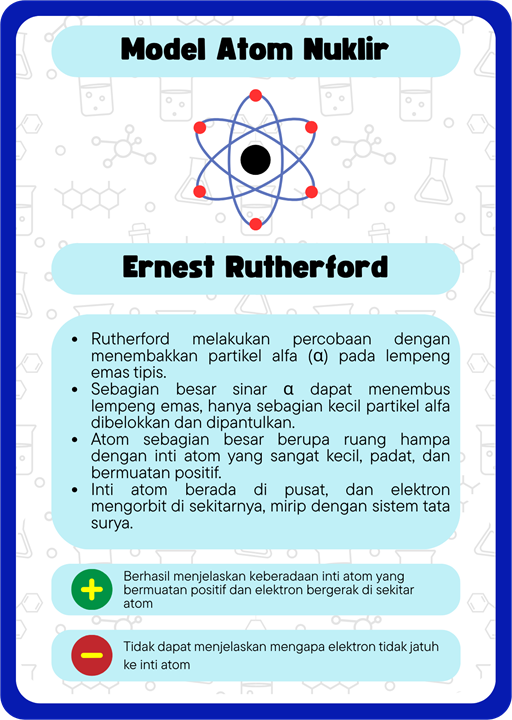 Model Atom Nuklir
Ernest Rutherford
• Rutherford melakukan percobaan dengan
menembakkan partikel alfa (α) pada lempeng
emas tipis.
• Sebagian besar sinar α dapat menembus
lempeng emas, hanya sebagian kecil partikel alfa
dibelokkan dan dipantulkan.
• Atom sebagian besar berupa ruang hampa
dengan inti atom yang sangat kecil, padat, dan
bermuatan positif.
• Inti atom berada di pusat, dan elektron
mengorbit di sekitarnya, mirip dengan sistem tata
surya.
+ Berhasil menjelaskan keberadaan inti atom yang
bermuatan positif dan elektron bergerak di sekitar
atom
− Tidak dapat menjelaskan mengapa elektron tidak jatuh
ke inti atom